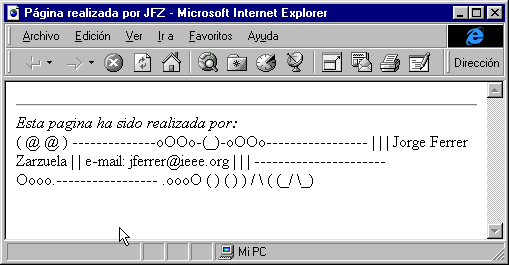 Página realizada por JFZ - Microsoft Internet Explorer
Archivo Edición Ver Ir a Favoritos Ayuda
Dirección
Esta pagina ha sido realizada por:
( @ @ ) ---------------oOOo-(_)-oOOo------------------ | | | Jorge Ferrer
Zarzuela | | e-mail: jferrer@ieee.org | | | -----------------------
Oooo.------------------ .oooO ( ) ( ) ) / \ ( (_/ \_)
Mi PC